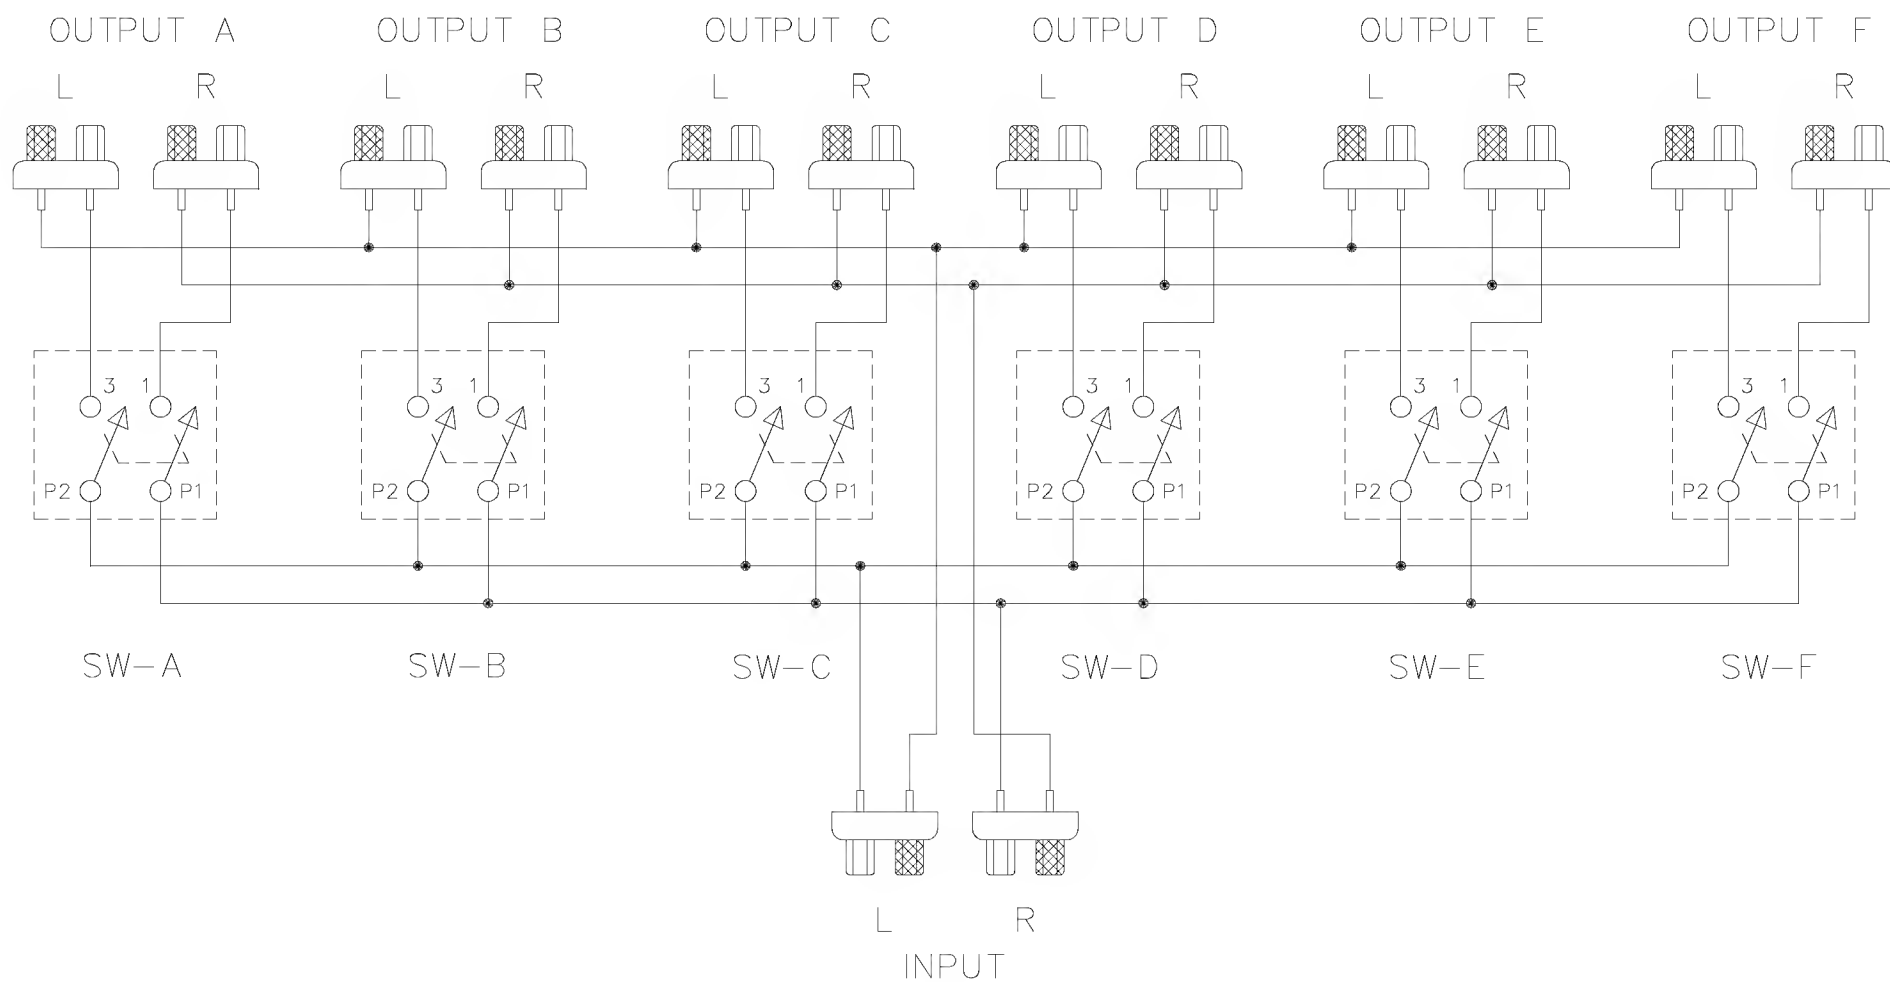 OUTPUT A OUTPUT B OUTPUT C OUTPUT D OUTPUT E OUTPUT F
L R L R L R L R L R L R
3 1 3 1 3 1 3 1 3 1 3 1
P2 P1 P2 P1 P2 P1 P2 P1 P2 P1 P2 P1
SW-A SW-B SW-C SW-D SW-E SW-F
L R
INPUT